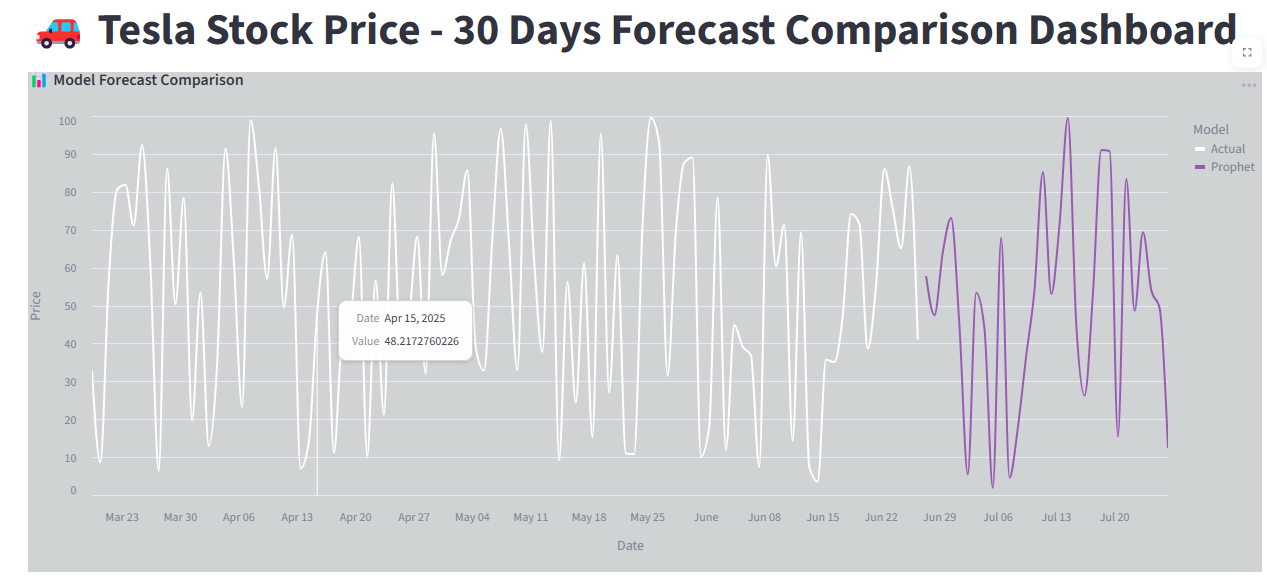 Tesla Stock Price - 30 Days Forecast Comparison Dashboard
Model Forecast Comparison
Model
Actual
Prophet
100
90
80
70
60
50
40
30
20
10
0
Price
Date Apr 15, 2025
Value 48.2172760226
Mar 23 Mar 30 Apr 06 Apr 13 Apr 20 Apr 27 May 04 May 11 May 18 May 25 June Jun 08 Jun 15 Jun 22 Jun 29 Jul 06 Jul 13 Jul 20
Date